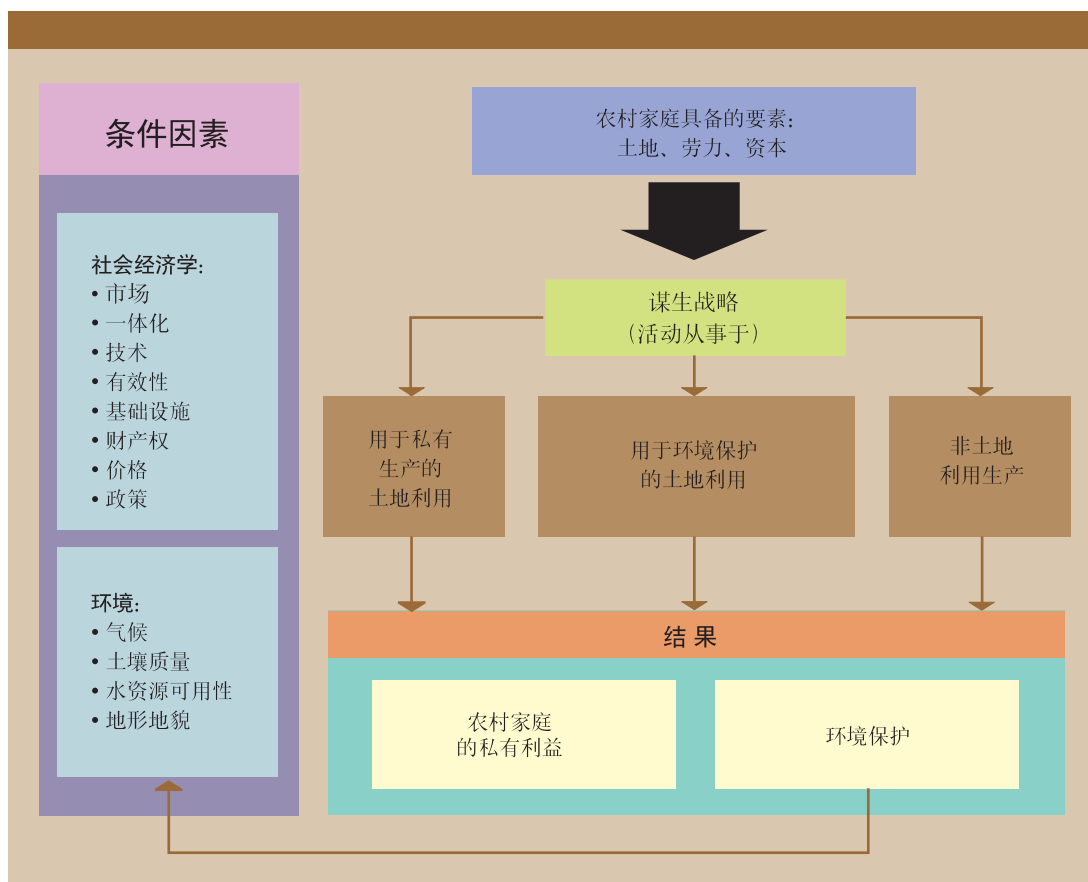 条件因素
社会经济学:
• 市场
• 一体化
• 技术
• 有效性
• 基础设施
• 财产权
• 价格
• 政策
环境:
• 气候
• 土壤质量
• 水资源可用性
• 地形地貌
农村家庭具备的要素:
土地、劳力、资本
谋生战略
(活动从事于)
用于私有
生产的
土地利用
用于环境保护
的土地利用
非土地
利用生产
结 果
农村家庭
的私有利益
环境保护